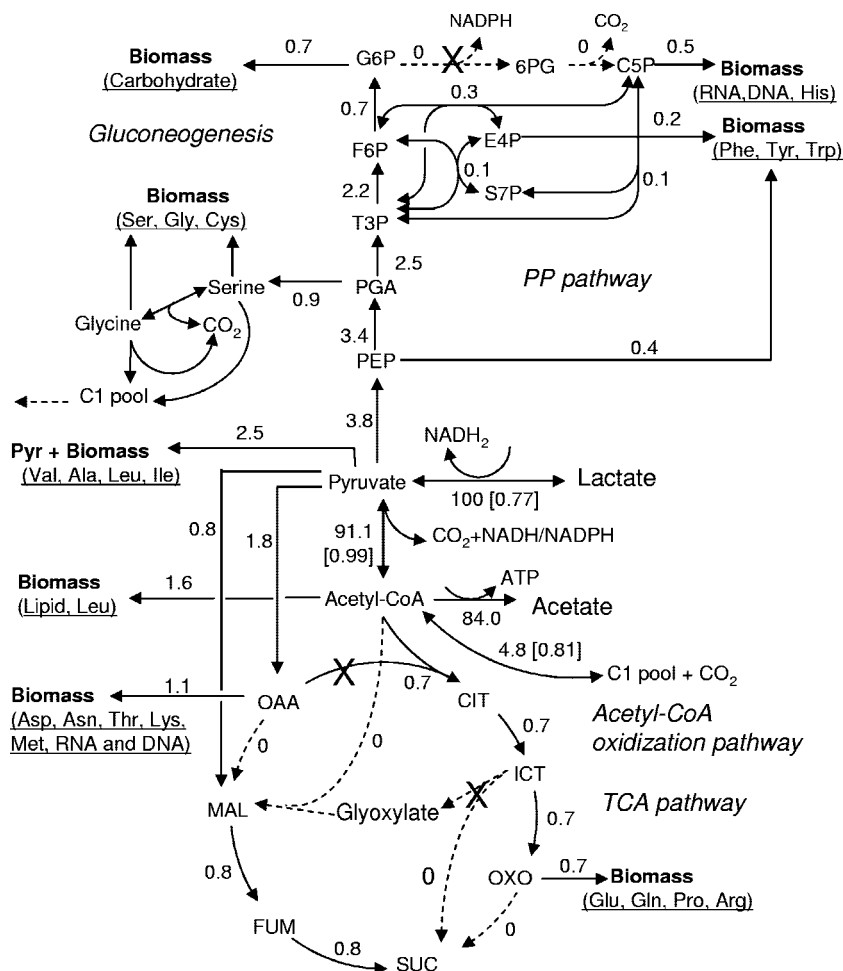 NADPH
CO2
Biomass
(Carbohydrate)
0.7
G6P
0
X
6PG
0
C5P
0.5
Biomass
(RNA,DNA, His)
0.7
0.3
Gluconeogenesis
F6P
E4P
0.2
Biomass
(Phe, Tyr, Trp)
0.1
2.2
S7P
0.1
Biomass
(Ser, Gly, Cys)
T3P
2.5
PP pathway
Serine
0.9
PGA
Glycine
CO2
3.4
PEP
0.4
C1 pool
3.8
Pyr + Biomass
(Val, Ala, Leu, Ile)
2.5
NADH2
Pyruvate
Lactate
100 [0.77]
0.8
1.8
91.1
[0.99]
CO2+NADH/NADPH
Biomass
(Lipid, Leu)
1.6
Acetyl-CoA
ATP
84.0
Acetate
4.8 [0.81]
C1 pool + CO2
Biomass
(Asp, Asn, Thr, Lys,
Met, RNA and DNA)
1.1
OAA
X
0.7
CIT
Acetyl-CoA
oxidization pathway
0
0
0.7
ICT
TCA pathway
MAL
Glyoxylate
X
0.7
0.8
0
OXO
0.7
Biomass
(Glu, Gln, Pro, Arg)
FUM
0
0.8
SUC